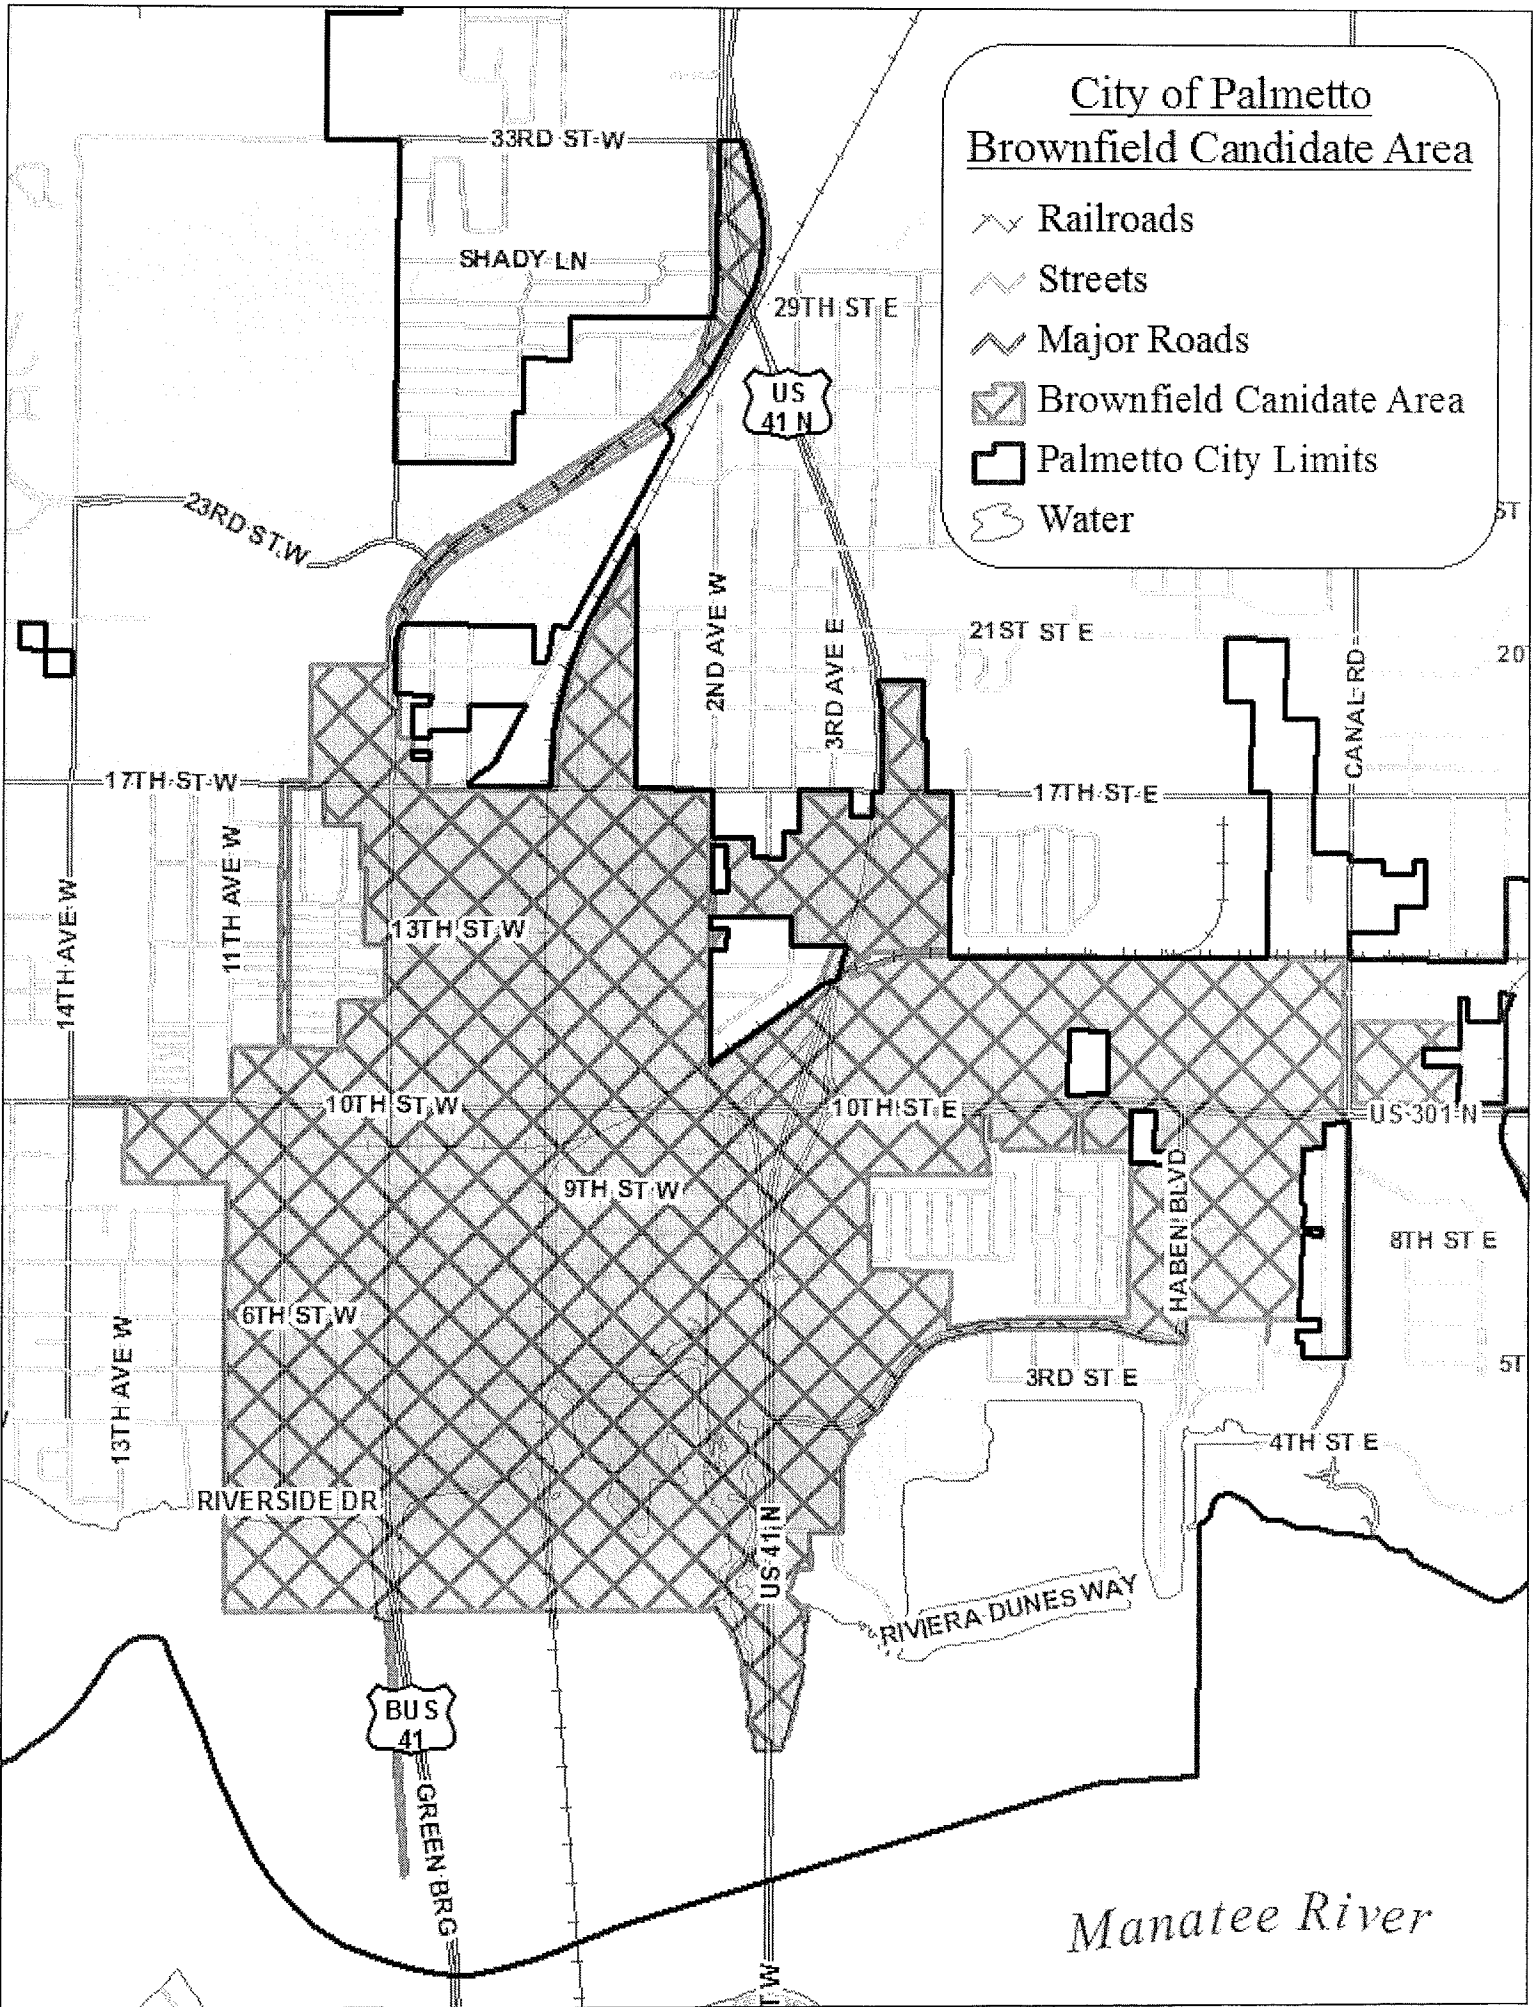 City of Palmetto
Brownfield Candidate Area
Railroads
Streets
Major Roads
Brownfield Canidate Area
Palmetto City Limits
Water
33RD ST W
SHADY LN
29TH ST E
US
41 N
23RD ST W
ST
2ND AVE W
3RD AVE E
21ST ST E
CANAL RD
20
17TH ST W
17TH ST E
11TH AVE W
14TH AVE W
13TH ST W
10TH ST W
10TH ST E
US 301 N
9TH ST W
HABEN BLVD
8TH ST E
6TH ST W
13TH AVE W
3RD ST E
5T
4TH ST E
RIVERSIDE DR
US 41 N
RIVIERA DUNES WAY
BUS
41
GREEN BRG
Manatee River
T W